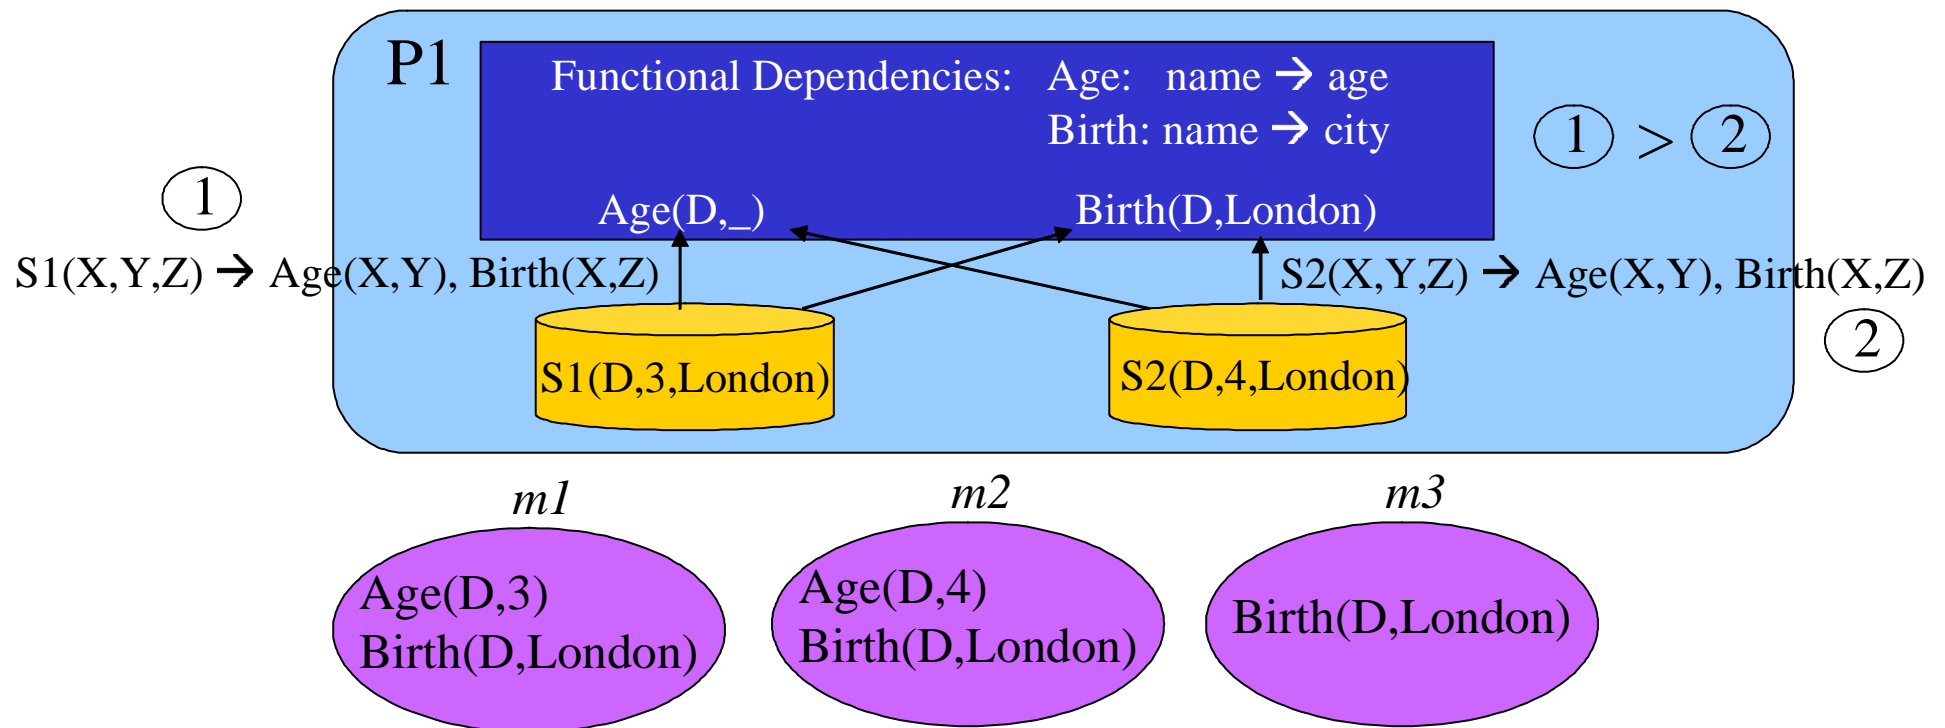 P1
Functional Dependencies: Age: name → age
Birth: name → city
1 > 2
1
Age(D,_) Birth(D,London)
S1(X,Y,Z) → Age(X,Y), Birth(X,Z)
S2(X,Y,Z) → Age(X,Y), Birth(X,Z)
2
S1(D,3,London) S2(D,4,London)
m1 m2 m3
Age(D,3)
Birth(D,London)
Age(D,4)
Birth(D,London)
Birth(D,London)